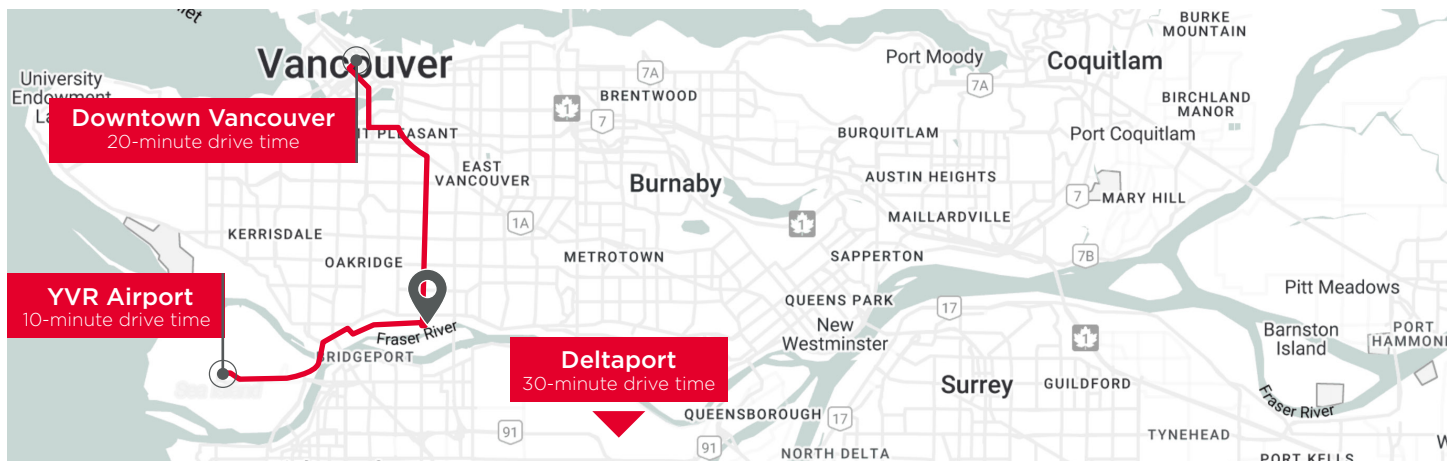 BURKE
MOUNTAIN
Vancouver
Port Moody
Coquitlam
University
Endowment
7A
7A
BRENTWOOD
BIRCHLAND
MANOR
1
7
Downtown Vancouver
20-minute drive time
PLEASANT
BURQUITLAM
Port Coquitlam
EAST
VANCOUVER
Burnaby
AUSTIN HEIGHTS
7
MARY HILL
1A
1
MAILLARDVILLE
KERRISDALE
OAKRIDGE
METROTOWN
SAPPERTON
7B
YVR Airport
10-minute drive time
QUEENS PARK
17
Pitt Meadows
New
Westminster
Fraser River
BRIDGEPORT
1
Barnston
Island
PORT
HAMMOND
Deltaport
30-minute drive time
Surrey
GUILDFORD
Fraser River
QUEENSBOROUGH
17
91
91
NORTH DELTA
TYNEHEAD
PORT KELLS